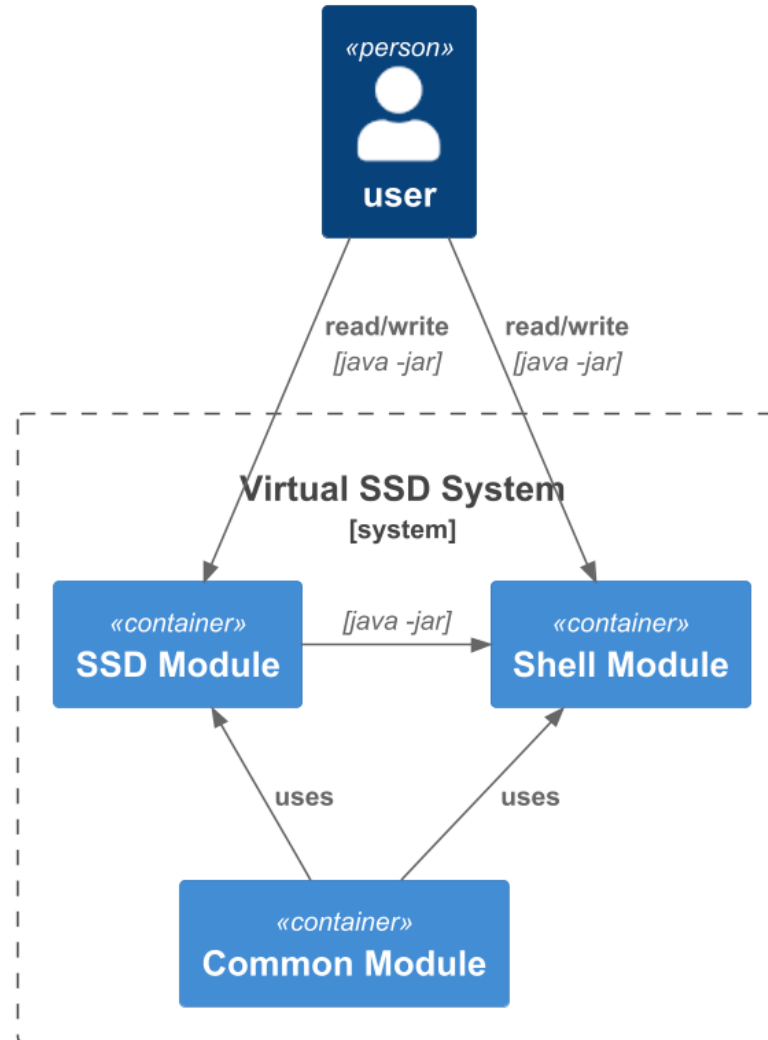 «person»
user
read/write
[java -jar]
read/write
[java -jar]
Virtual SSD System
[system]
«container»
SSD Module
[java -jar]
«container»
Shell Module
uses
uses
«container»
Common Module